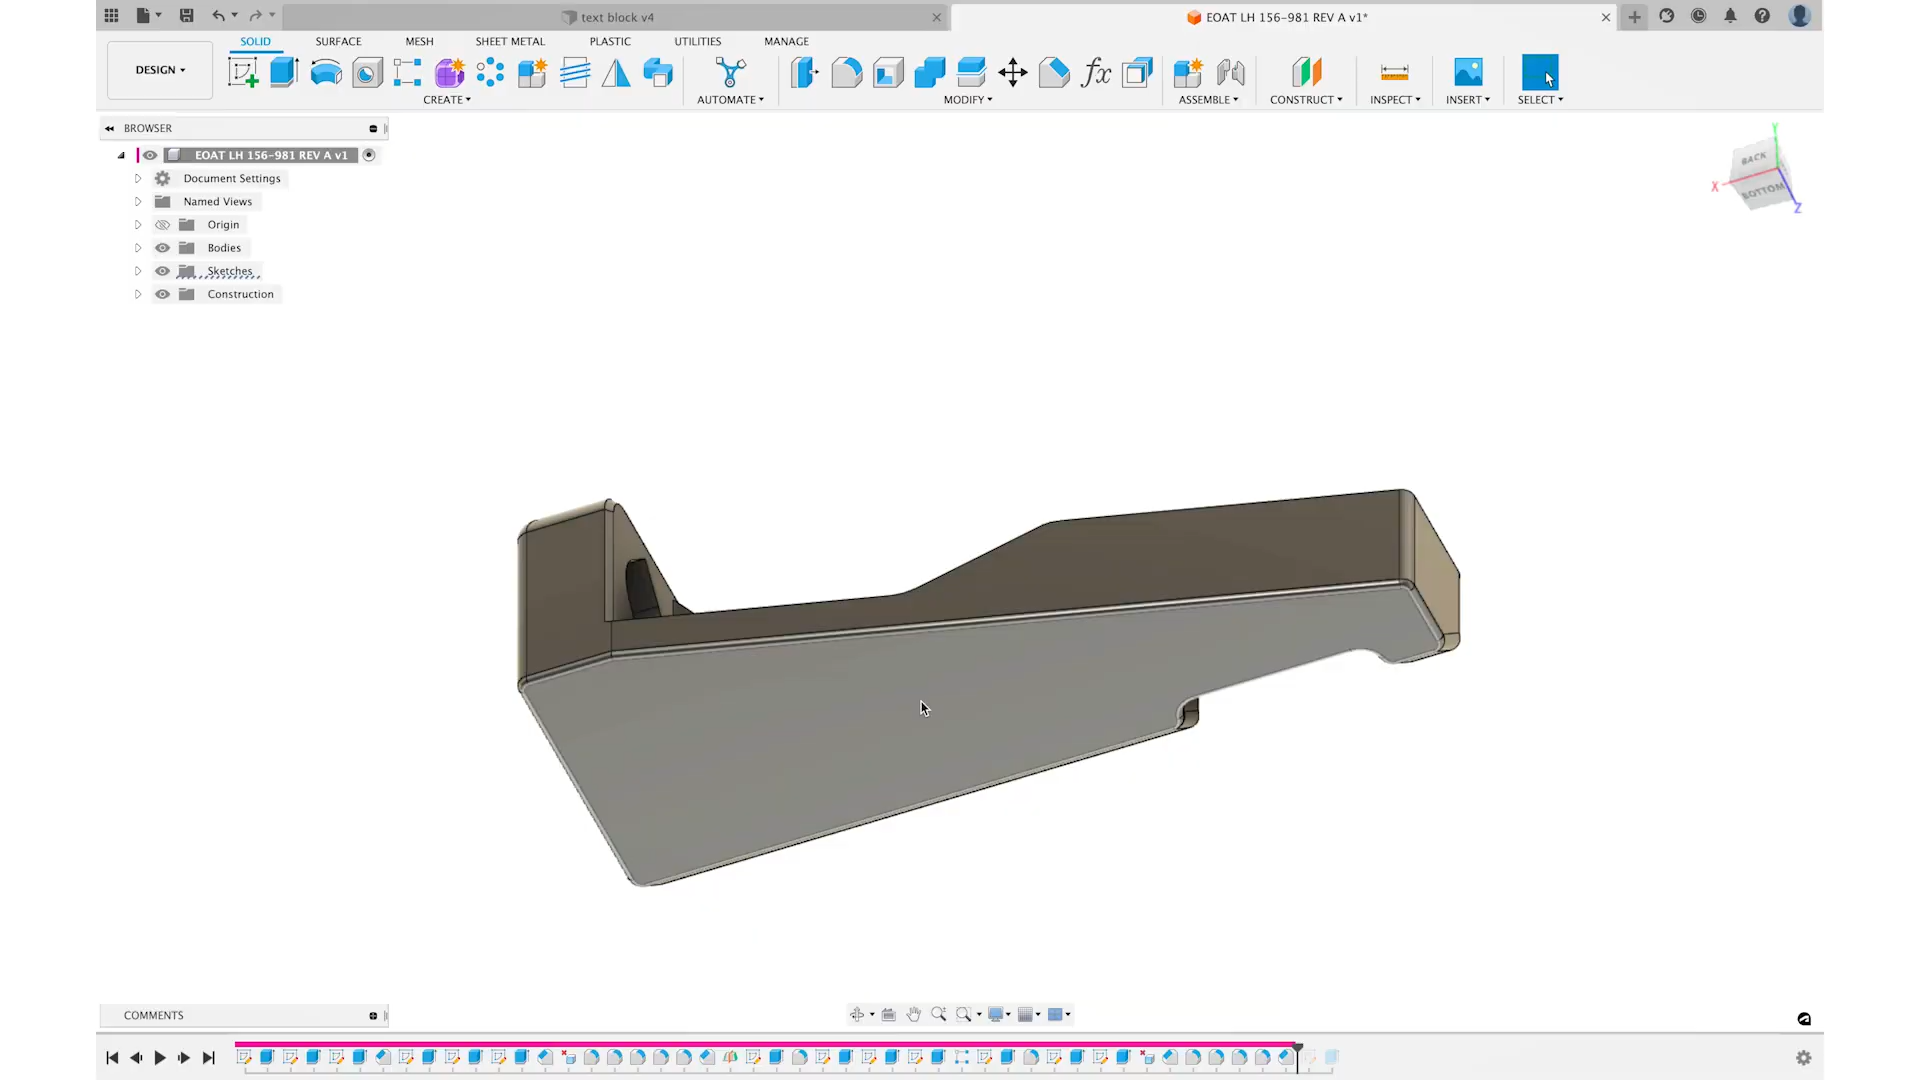 text block v4
EOAT LH 156-981 REV A v1*
SOLID
SURFACE
MESH
SHEET METAL
PLASTIC
UTILITIES
MANAGE
DESIGN
fx
CREATE
AUTOMATE
MODIFY
ASSEMBLE
CONSTRUCT
INSPECT
INSERT
SELECT
BROWSER
EOAT LH 156-981 REV A v1
Document Settings
Named Views
Origin
Bodies
Sketches
Construction
Y
BACK
X
BOTTOM
Z
COMMENTS